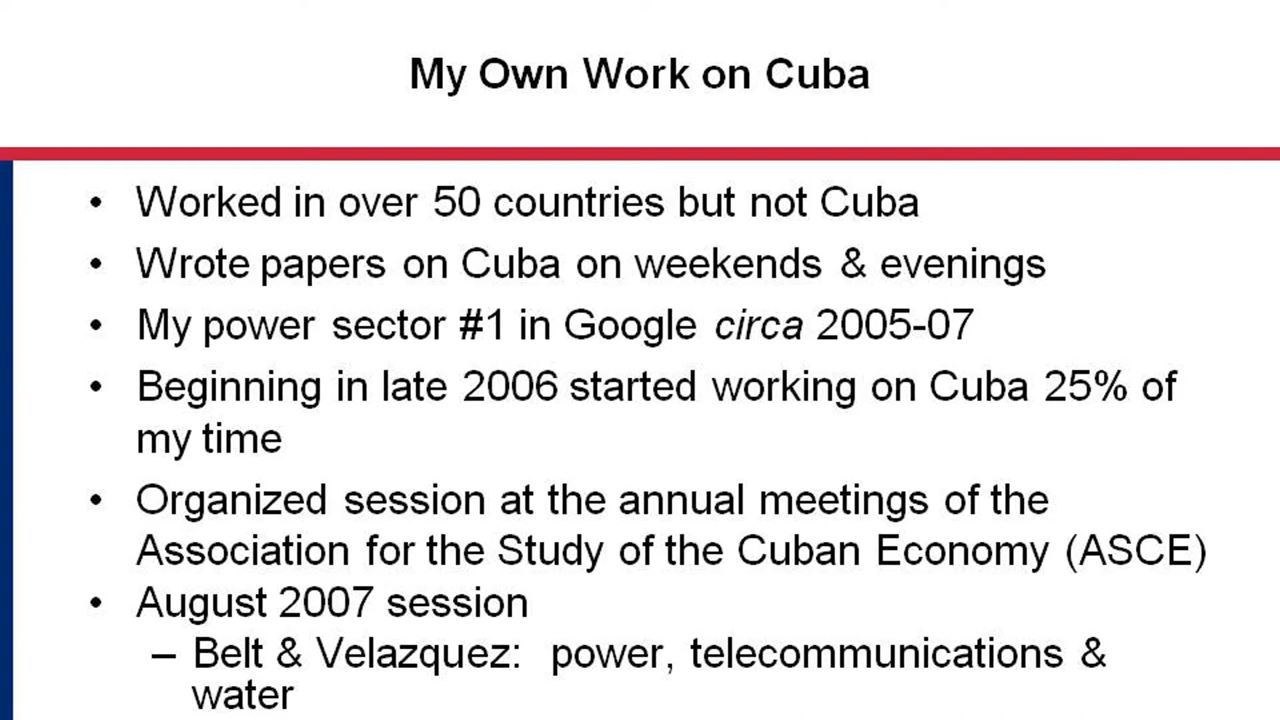 My Own Work on Cuba
• Worked in over 50 countries but not Cuba
• Wrote papers on Cuba on weekends & evenings
• My power sector #1 in Google circa 2005-07
• Beginning in late 2006 started working on Cuba 25% of
my time
• Organized session at the annual meetings of the
Association for the Study of the Cuban Economy (ASCE)
• August 2007 session
– Belt & Velazquez: power, telecommunications &
water